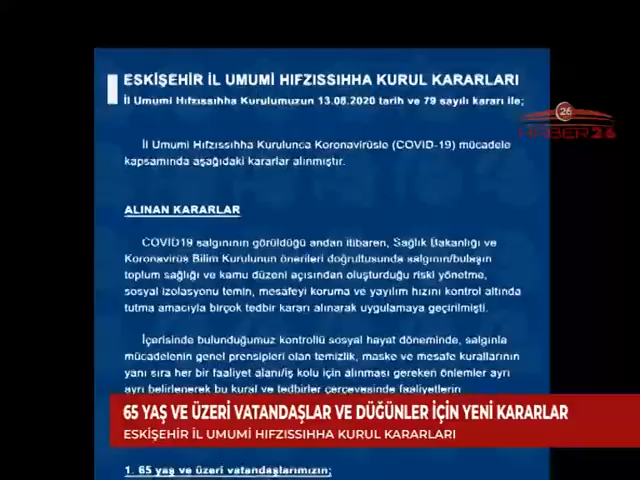 ESKİŞEHİR İL UMUMİ HIFZISSIHHA KURUL KARARLARI
İl Umumi Hıfzıssıhha Kurulumuzun 13.08.2020 tarih ve 79 sayılı kararı ile;
26
HABER26
İl Umumi Hıfzıssıhha Kurulunca Koronavirüsle (COVID-19) mücadele
kapsamında aşağıdaki kararlar alınmıştır.
ALINAN KARARLAR
COVID19 salgınının görüldüğü andan itibaren, Sağlık Bakanlığı ve
Koronavirüs Bilim Kurulunun önerileri doğrultusunda salgının/bulaşın
toplum sağlığı ve kamu düzeni açısından oluşturduğu riski yönetme,
sosyal izolasyonu temin, mesafeyi koruma ve yayılım hızını kontrol altında
tutma amacıyla birçok tedbir kararı alınarak uygulamaya geçirilmişti.
İçerisinde bulunduğumuz kontrollü sosyal hayat döneminde, salgınla
mücadelenin genel prensipleri olan temizlik, maske ve mesafe kurallarının
yanı sıra her bir faaliyet alanı/iş kolu için alınması gereken önlemler ayrı
ayrı belirlenerek bu kural ve tedbirler çerçevesinde faaliyetlerin
65 YAŞ VE ÜZERİ VATANDAŞLAR VE DÜĞÜNLER İÇİN YENİ KARARLAR
ESKİŞEHİR İL UMUMİ HIFZISSIHHA KURUL KARARLARI
1. 65 yaş ve üzeri vatandaşlarımızın;